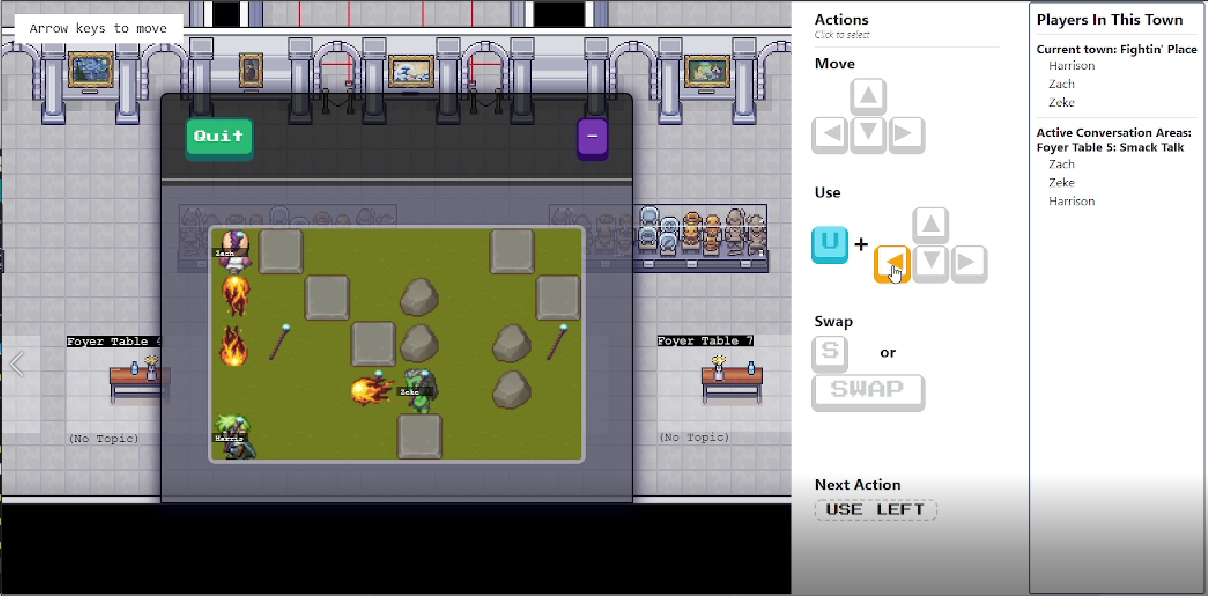 Arrow keys to move
Quit
-
Zach
Zeke
Harris
Foyer Table
(No Topic)
Foyer Table 7
(No Topic)
Actions
Click to select
Move
Use
U +
Swap
S or
SWAP
Next Action
USE LEFT
Players In This Town
Current town: Fightin' Place
Harrison
Zach
Zeke
Active Conversation Areas:
Foyer Table 5: Smack Talk
Zach
Zeke
Harrison